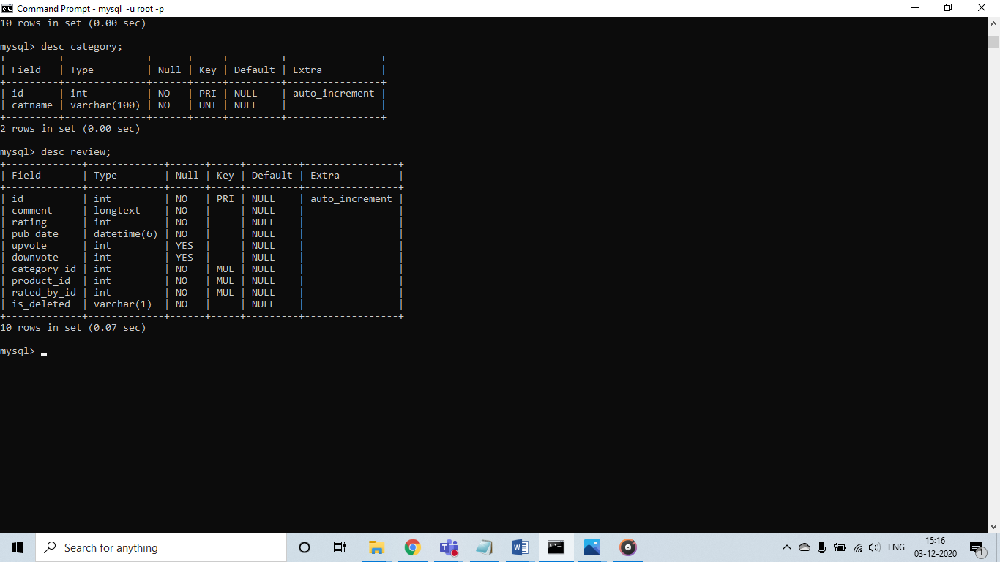 Command Prompt - mysql -u root -p
10 rows in set (0.00 sec)
mysql> desc category;
+---------+--------------+------+-----+---------+----------------+
| Field   | Type         | Null | Key | Default | Extra          |
+---------+--------------+------+-----+---------+----------------+
| id      | int          | NO   | PRI | NULL    | auto_increment |
| catname | varchar(100) | NO   | UNI | NULL    |                |
+---------+--------------+------+-----+---------+----------------+
2 rows in set (0.00 sec)
mysql> desc review;
+-------------+-------------+------+-----+---------+----------------+
| Field       | Type        | Null | Key | Default | Extra          |
+-------------+-------------+------+-----+---------+----------------+
| id          | int         | NO   | PRI | NULL    | auto_increment |
| comment     | longtext    | NO   |     | NULL    |                |
| rating      | int         | NO   |     | NULL    |                |
| pub_date    | datetime(6) | NO   |     | NULL    |                |
| upvote      | int         | YES  |     | NULL    |                |
| downvote    | int         | YES  |     | NULL    |                |
| category_id | int         | NO   | MUL | NULL    |                |
| product_id  | int         | NO   | MUL | NULL    |                |
| rated_by_id | int         | NO   | MUL | NULL    |                |
| is_deleted  | varchar(1)  | NO   |     | NULL    |                |
+-------------+-------------+------+-----+---------+----------------+
10 rows in set (0.07 sec)
mysql>
Search for anything
ENG
15:16
03-12-2020
1